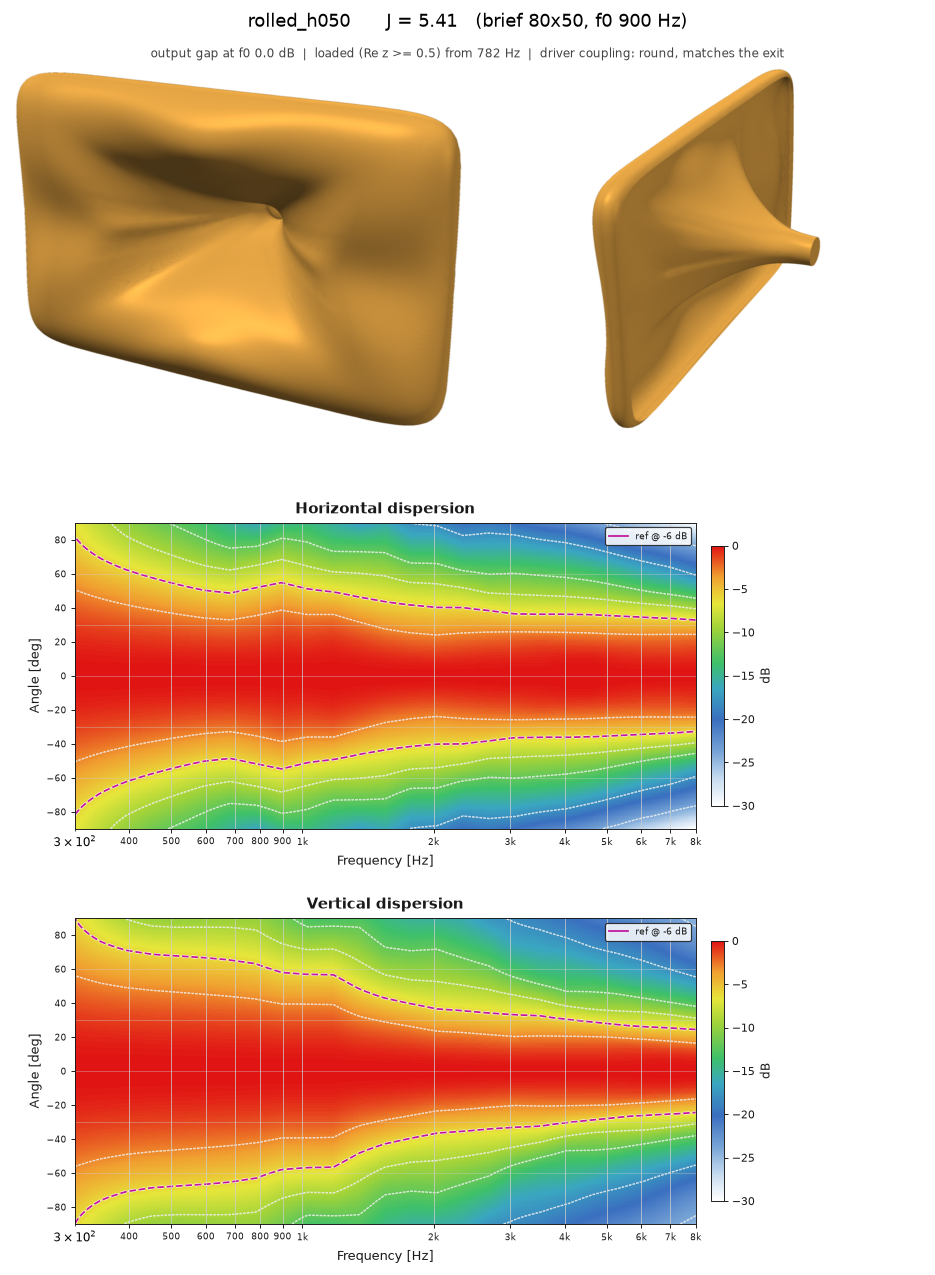 rolled_h050 J = 5.41 (brief 80x50, f0 900 Hz)
output gap at f0 0.0 dB | loaded (Re z >= 0.5) from 782 Hz | driver coupling: round, matches the exit
Horizontal dispersion
ref @ -6 dB
Angle [deg]
80
60
40
20
0
−20
−40
−60
−80
3 × 10²
400
500
600
700
800
900
1k
2k
3k
4k
5k
6k
7k
8k
Frequency [Hz]
0
−5
−10
−15
−20
−25
−30
dB
Vertical dispersion
ref @ -6 dB
Angle [deg]
80
60
40
20
0
−20
−40
−60
−80
3 × 10²
400
500
600
700
800
900
1k
2k
3k
4k
5k
6k
7k
8k
Frequency [Hz]
0
−5
−10
−15
−20
−25
−30
dB